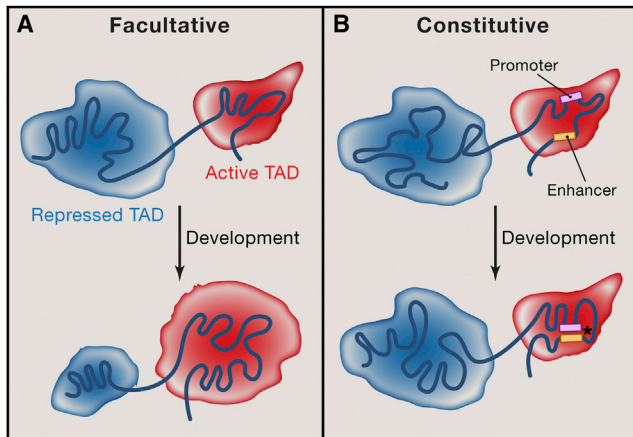 A Facultative
Active TAD
Repressed TAD
Development
B Constitutive
Promoter
Enhancer
Development
*